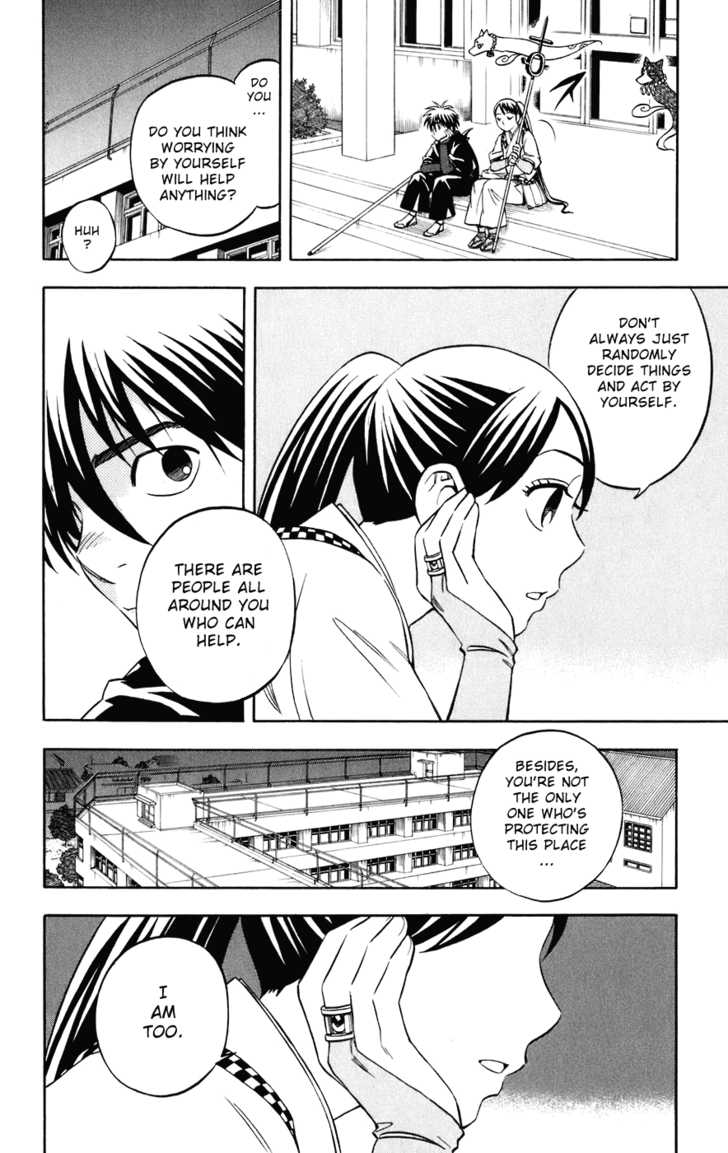 DO
YOU
...
DO YOU THINK
WORRYING
BY YOURSELF
WILL HELP
ANYTHING?
HUH
?
DON'T
ALWAYS JUST
RANDOMLY
DECIDE THINGS
AND ACT BY
YOURSELF.
THERE ARE
PEOPLE ALL
AROUND YOU
WHO CAN
HELP.
BESIDES,
YOU'RE NOT
THE ONLY
ONE WHO'S
PROTECTING
THIS PLACE
...
I
AM
TOO.